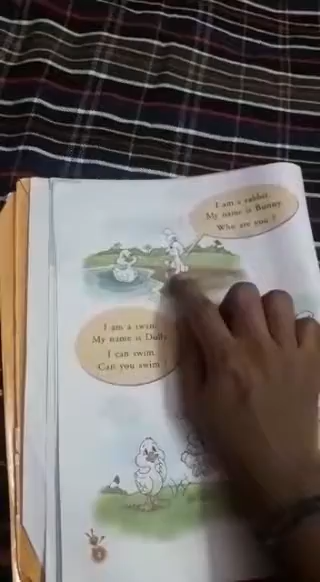 I am a rabbit.
My name is Bunny.
Who are you ?
I am a swan.
My name is
I can swim.
Can you swim